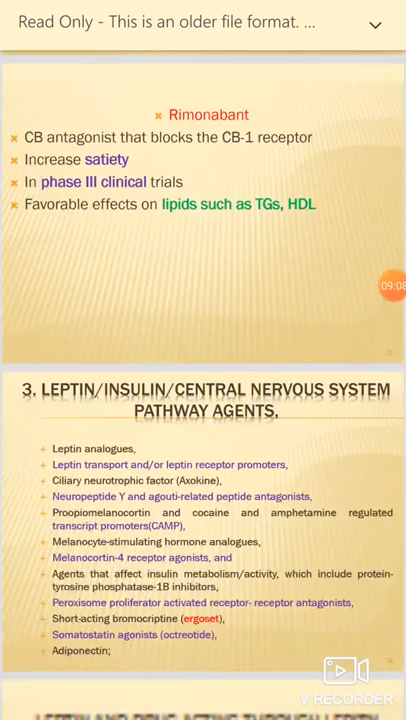 Read Only - This is an older file format. ...
Rimonabant
CB antagonist that blocks the CB-1 receptor
Increase satiety
In phase III clinical trials
Favorable effects on lipids such as TGs, HDL
09:08
22
3. LEPTIN/INSULIN/CENTRAL NERVOUS SYSTEM
PATHWAY AGENTS,
Leptin analogues,
Leptin transport and/or leptin receptor promoters,
Ciliary neurotrophic factor (Axokine),
Neuropeptide Y and agouti-related peptide antagonists,
Proopiomelanocortin and cocaine and amphetamine regulated
transcript promoters(CAMP),
Melanocyte-stimulating hormone analogues,
Melanocortin-4 receptor agonists, and
Agents that affect insulin metabolism/activity, which include protein-
tyrosine phosphatase-1B inhibitors,
Peroxisome proliferator activated receptor- receptor antagonists,
Short-acting bromocriptine (ergoset),
Somatostatin agonists (octreotide),
Adiponectin;
V RECORDER